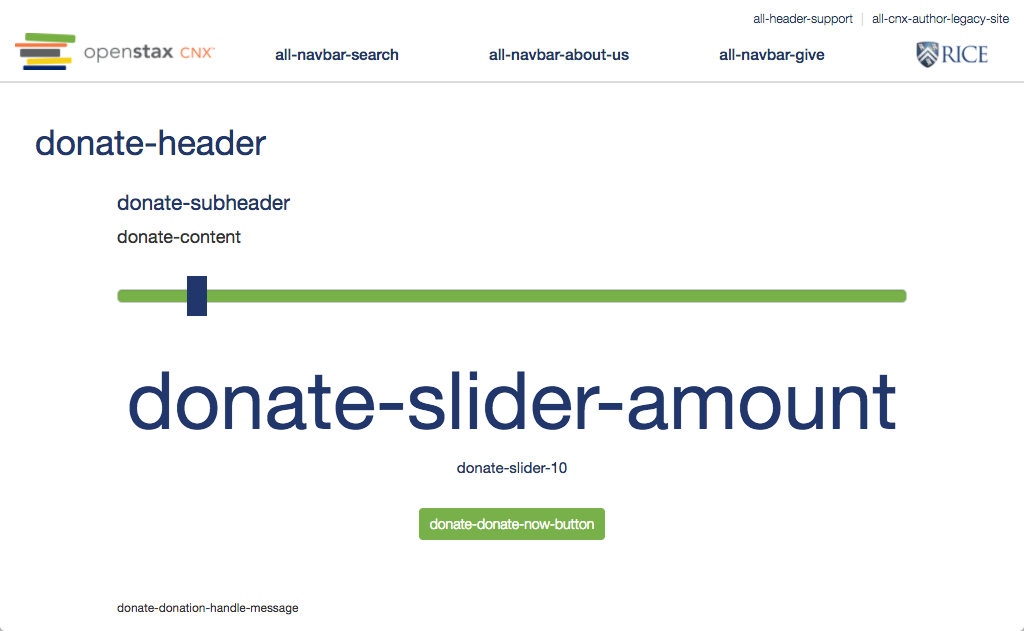 all-header-support all-cnx-author-legacy-site
openstax CNX all-navbar-search all-navbar-about-us all-navbar-give RICE
donate-header
donate-subheader
donate-content
donate-slider-amount
donate-slider-10
donate-donate-now-button
donate-donation-handle-message